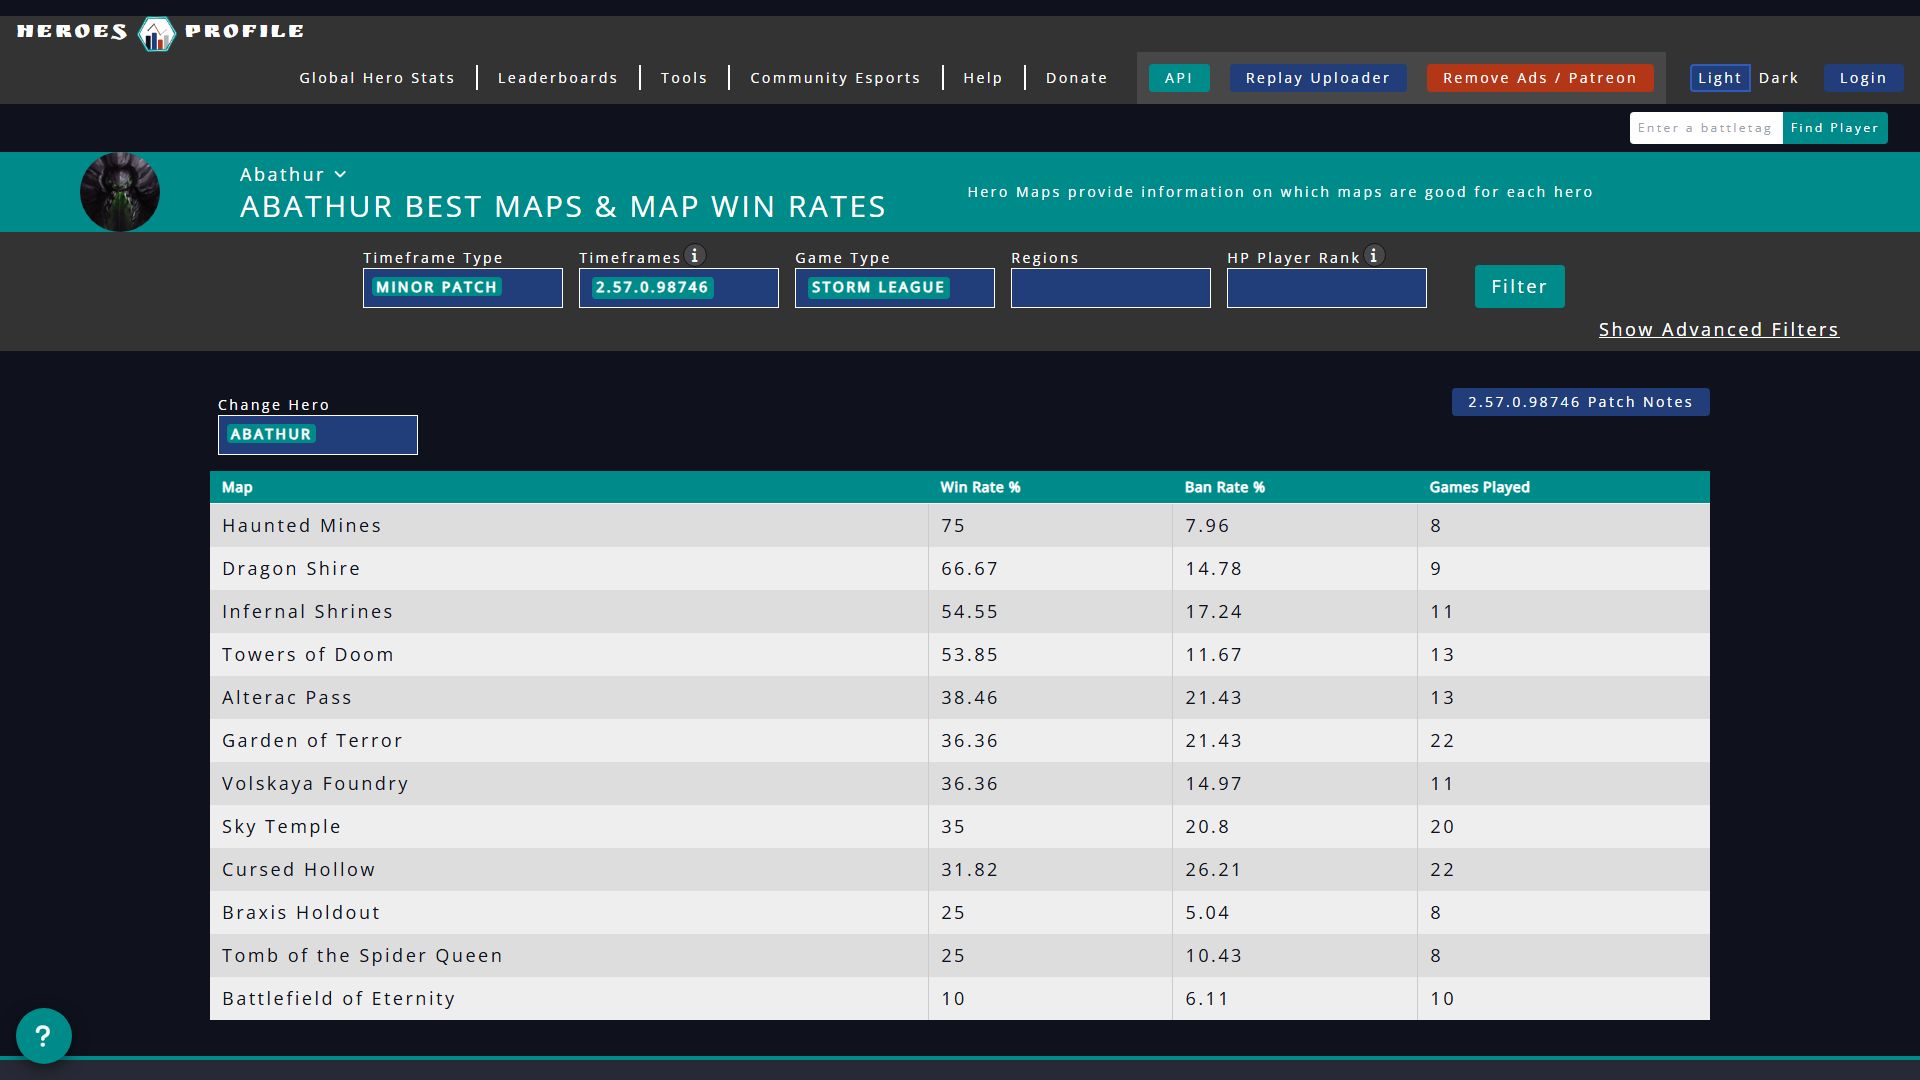 HEROES PROFILE
Global Hero Stats Leaderboards Tools Community Esports Help Donate API Replay Uploader Remove Ads / Patreon Light Dark Login
Enter a battletag Find Player
Abathur
ABATHUR BEST MAPS & MAP WIN RATES
Hero Maps provide information on which maps are good for each hero
Timeframe Type Timeframes i Game Type Regions HP Player Rank i
MINOR PATCH 2.57.0.98746 STORM LEAGUE Filter
Show Advanced Filters
2.57.0.98746 Patch Notes
Change Hero
ABATHUR
Map Win Rate % Ban Rate % Games Played
Haunted Mines 75 7.96 8
Dragon Shire 66.67 14.78 9
Infernal Shrines 54.55 17.24 11
Towers of Doom 53.85 11.67 13
Alterac Pass 38.46 21.43 13
Garden of Terror 36.36 21.43 22
Volskaya Foundry 36.36 14.97 11
Sky Temple 35 20.8 20
Cursed Hollow 31.82 26.21 22
Braxis Holdout 25 5.04 8
Tomb of the Spider Queen 25 10.43 8
Battlefield of Eternity 10 6.11 10
?